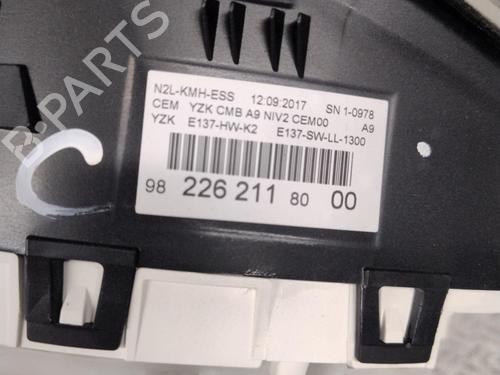 N2L-KMH-ESS 12:09:2017 SN 1-0978
CEM YZK CMB A9 NIV2 CEM00 A9
YZK E137-HW-K2 E137-SW-LL-1300
98 226 211 80 00
C
B-PARTS